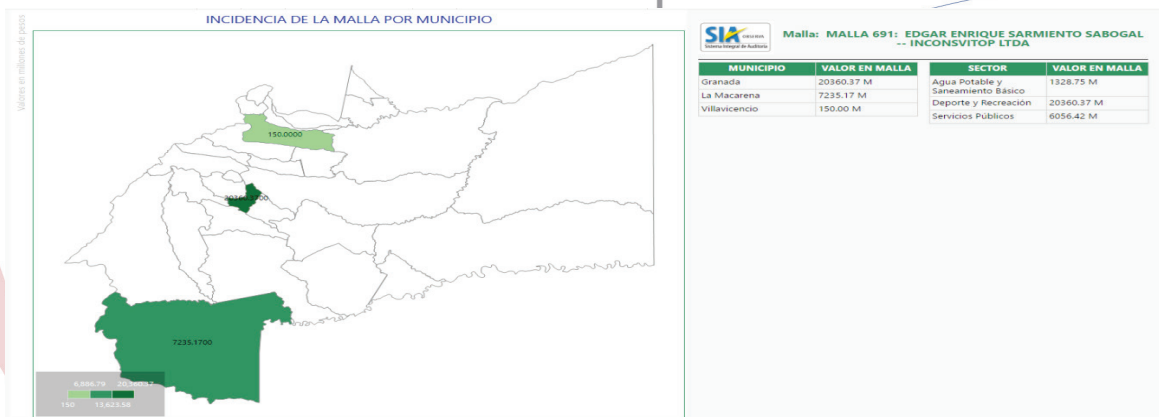 INCIDENCIA DE LA MALLA POR MUNICIPIO
Valores en millones de pesos
150.0000
20360.3700
7235.1700
6,886.79 20,360.37
150 13,623.58
SIA OBSERVA
Sistema Integral de Auditoría
Malla: MALLA 691: EDGAR ENRIQUE SARMIENTO SABOGAL
-- INCONSVITOP LTDA
MUNICIPIO VALOR EN MALLA
Granada 20360.37 M
La Macarena 7235.17 M
Villavicencio 150.00 M
SECTOR VALOR EN MALLA
Agua Potable y 1328.75 M
Saneamiento Básico
Deporte y Recreación 20360.37 M
Servicios Públicos 6056.42 M